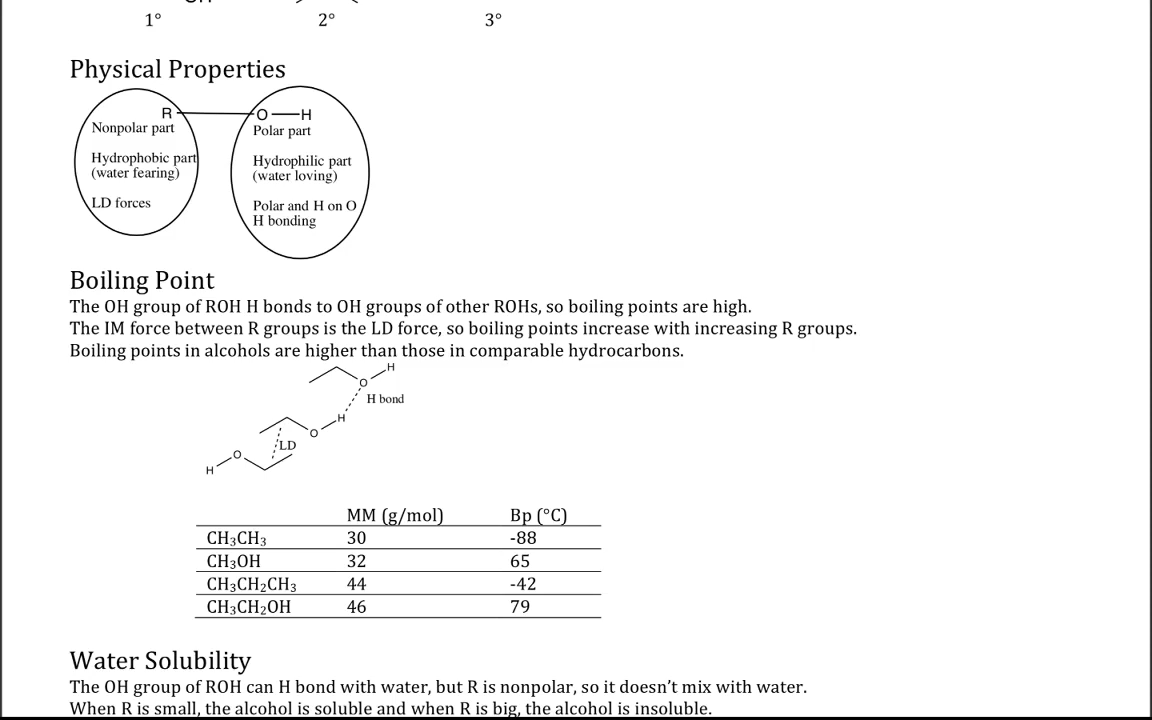 1° 2° 3°
Physical Properties
R O H
Nonpolar part
Hydrophobic part
(water fearing)
LD forces
Polar part
Hydrophilic part
(water loving)
Polar and H on O
H bonding
Boiling Point
The OH group of ROH H bonds to OH groups of other ROHs, so boiling points are high.
The IM force between R groups is the LD force, so boiling points increase with increasing R groups.
Boiling points in alcohols are higher than those in comparable hydrocarbons.
H
O
H bond
H
O
LD
O
H
MM (g/mol) Bp (°C)
CH₃CH₃ 30 -88
CH₃OH 32 65
CH₃CH₂CH₃ 44 -42
CH₃CH₂OH 46 79
Water Solubility
The OH group of ROH can H bond with water, but R is nonpolar, so it doesn’t mix with water.
When R is small, the alcohol is soluble and when R is big, the alcohol is insoluble.